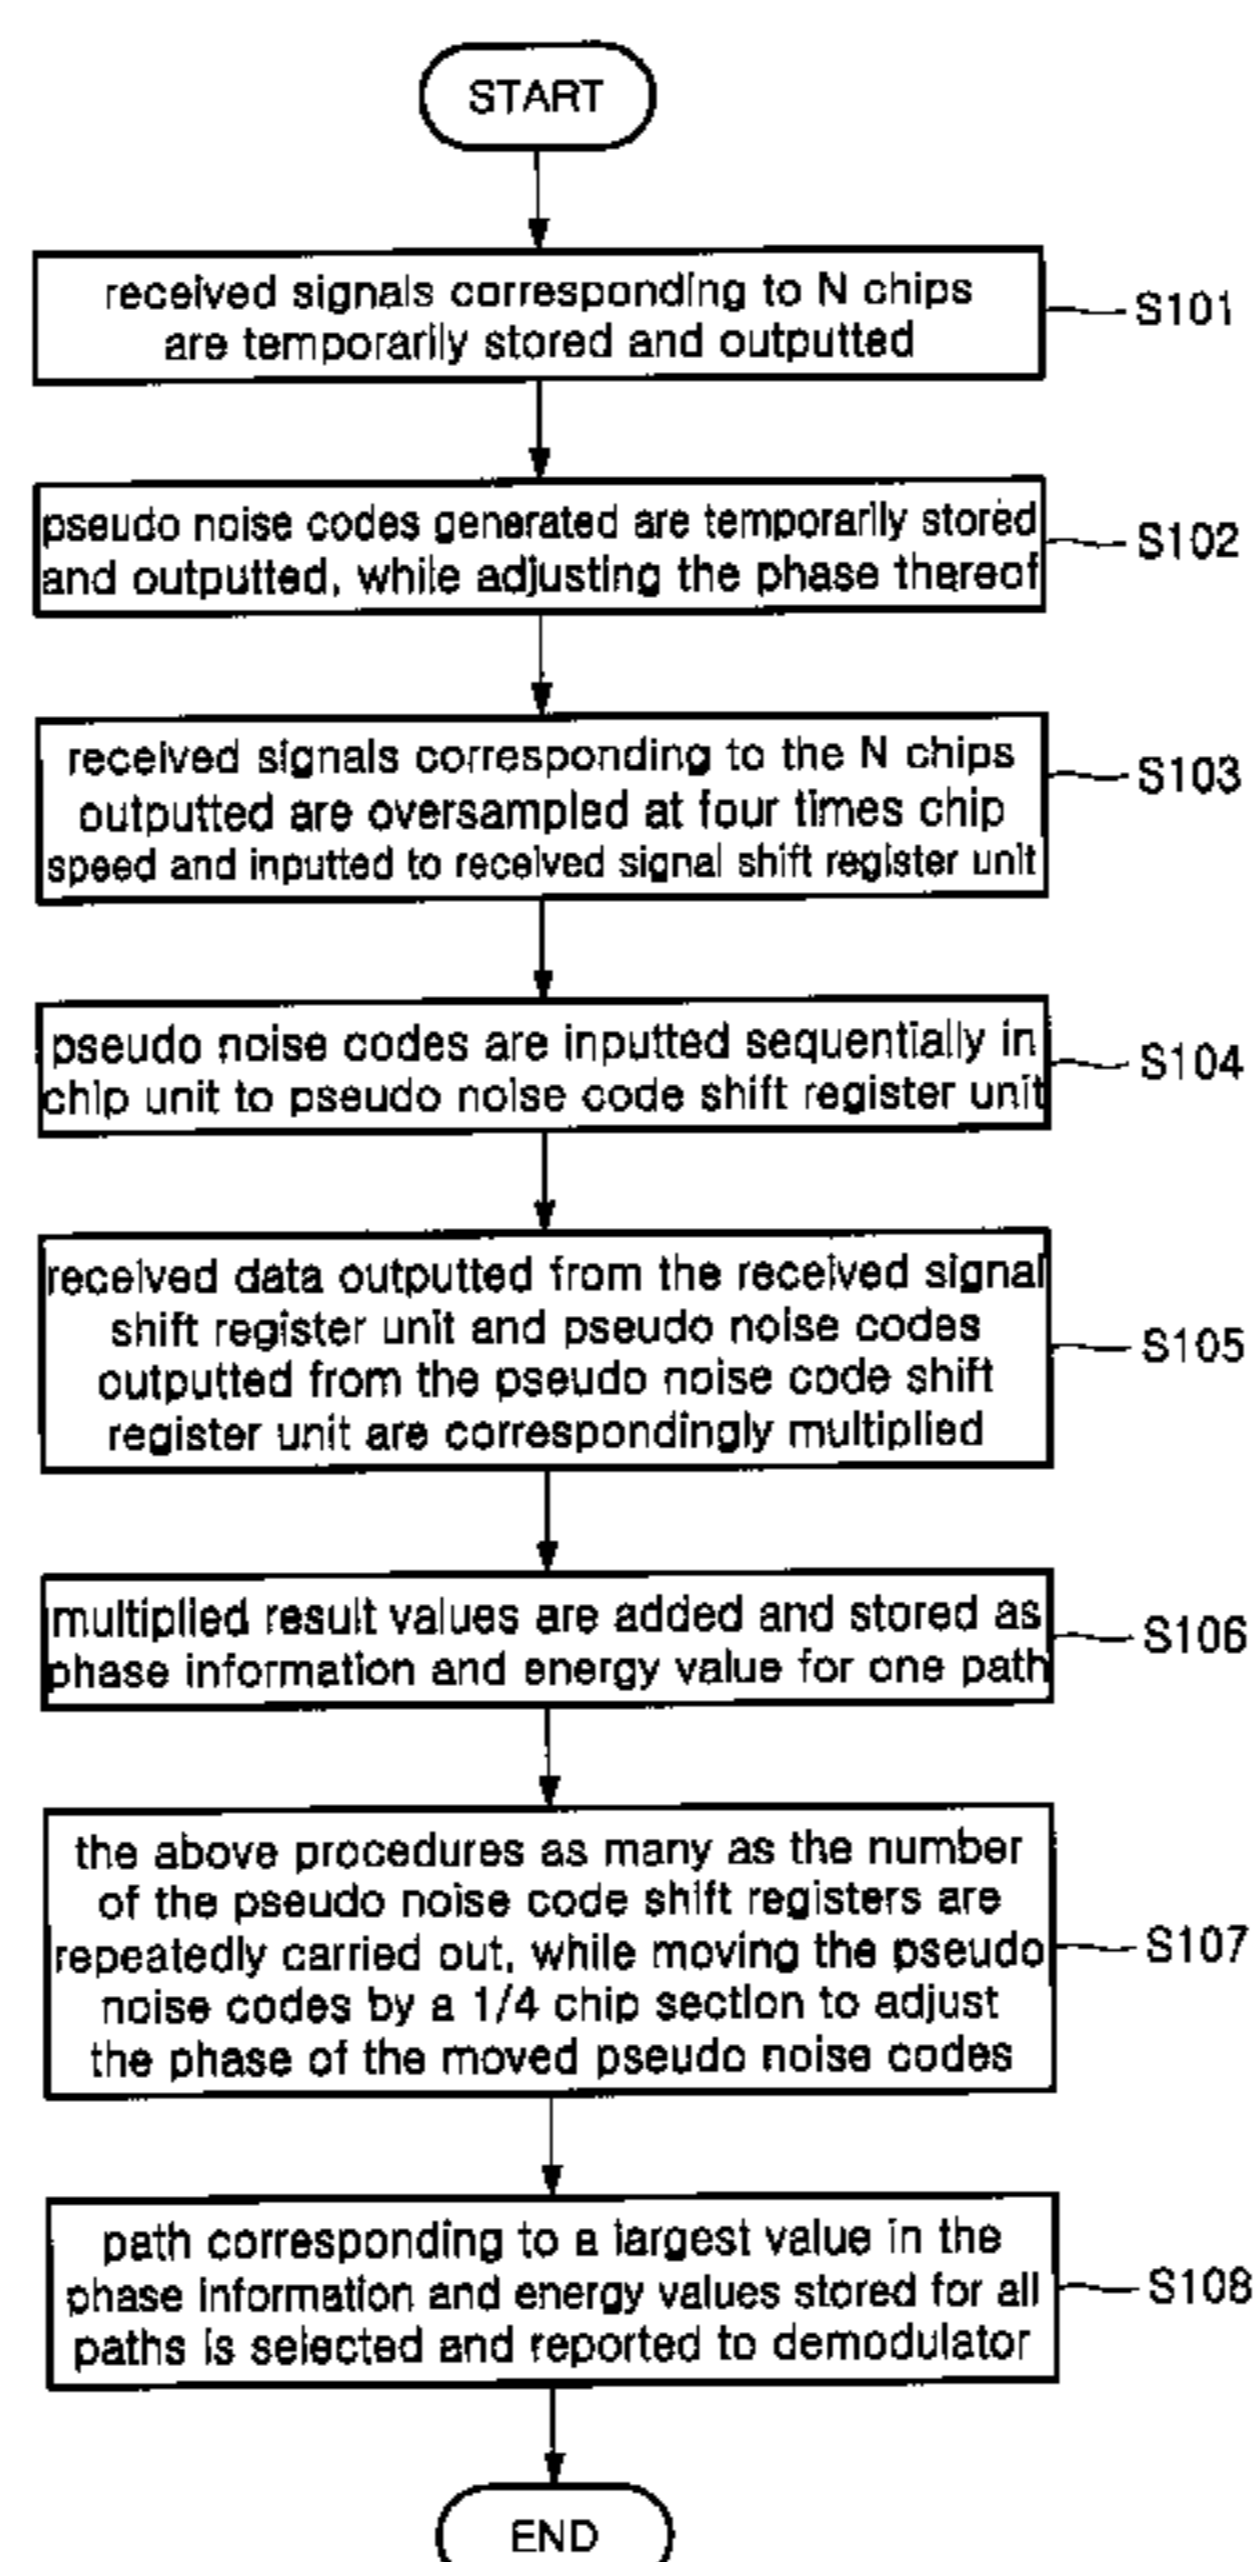 START
received signals corresponding to N chips
are temporarily stored and outputted
S101
pseudo noise codes generated are temporarily stored
and outputted, while adjusting the phase thereof
S102
received signals corresponding to the N chips
outputted are oversampled at four times chip
speed and inputted to received signal shift register unit
S103
pseudo noise codes are inputted sequentially in
chip unit to pseudo noise code shift register unit
S104
received data outputted from the received signal
shift register unit and pseudo noise codes
outputted from the pseudo noise code shift
register unit are correspondingly multiplied
S105
multiplied result values are added and stored as
phase information and energy value for one path
S106
the above procedures as many as the number
of the pseudo noise code shift registers are
repeatedly carried out, while moving the pseudo
noise codes by a 1/4 chip section to adjust
the phase of the moved pseudo noise codes
S107
path corresponding to a largest value in the
phase information and energy values stored for all
paths is selected and reported to demodulator
S108
END